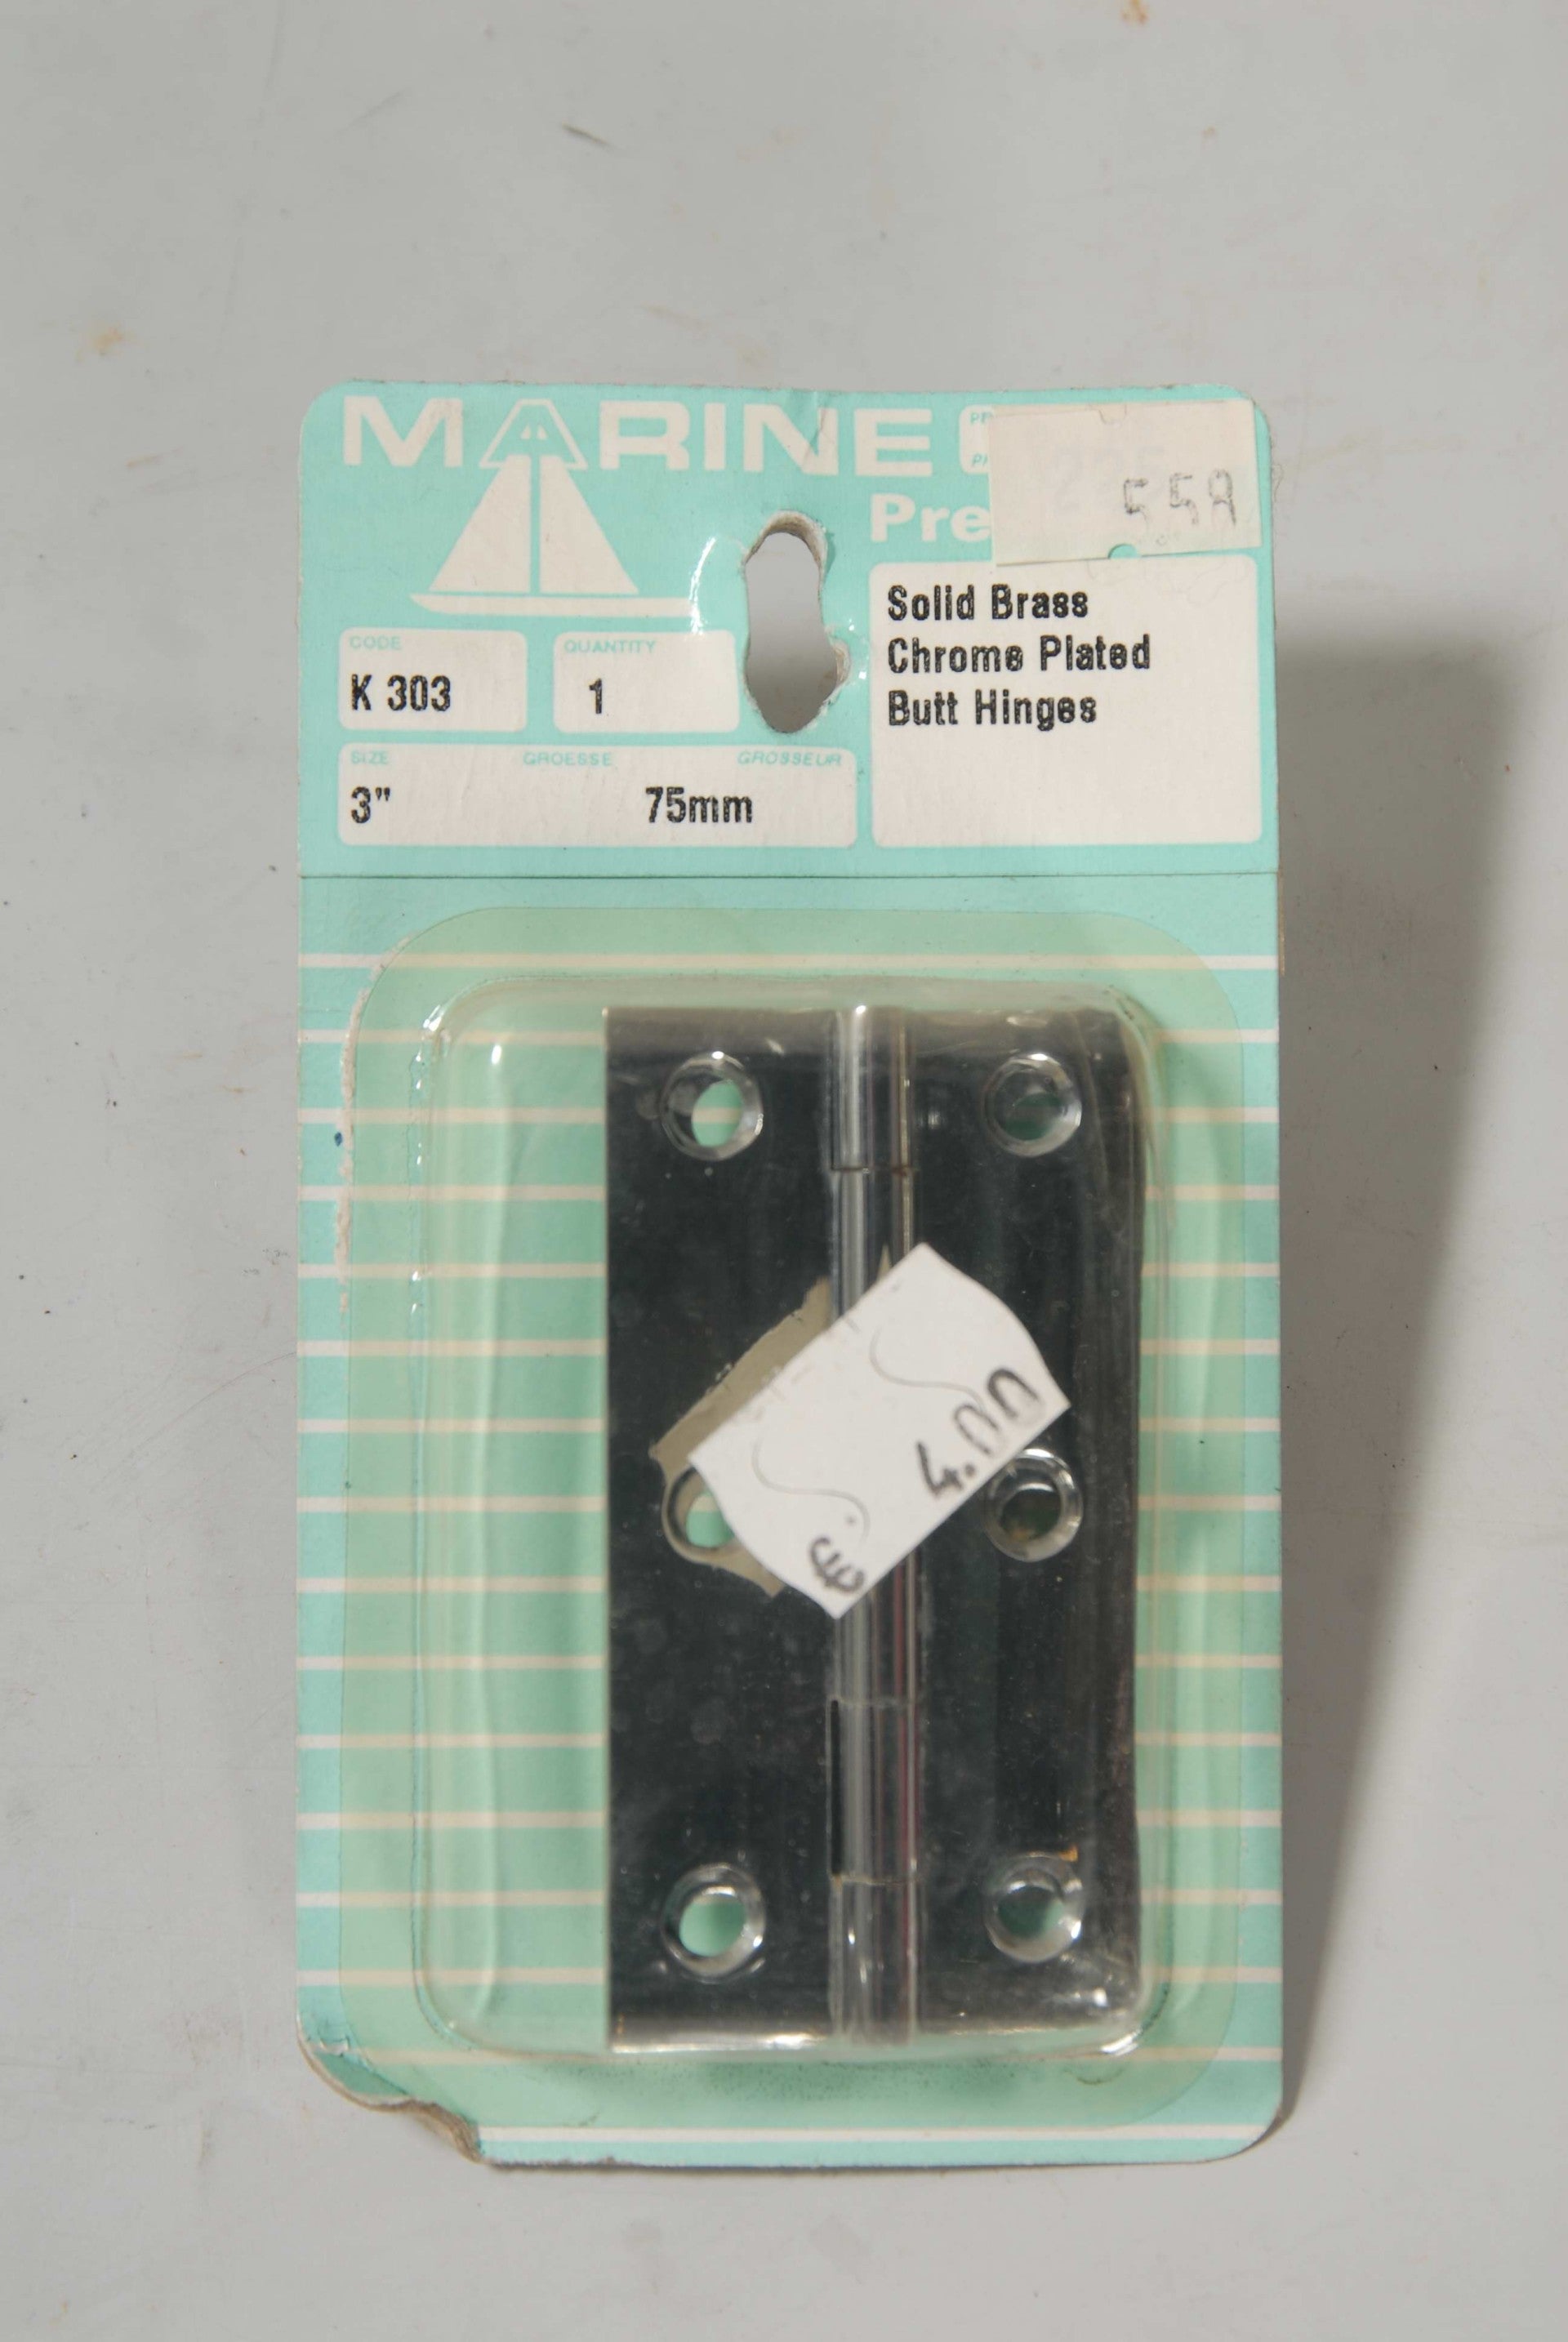 MARINE
Pre
558
Solid Brass
Chrome Plated
Butt Hinges
CODE
K 303
QUANTITY
1
SIZE GROESSE GROSSEUR
3" 75mm
€ 4.00